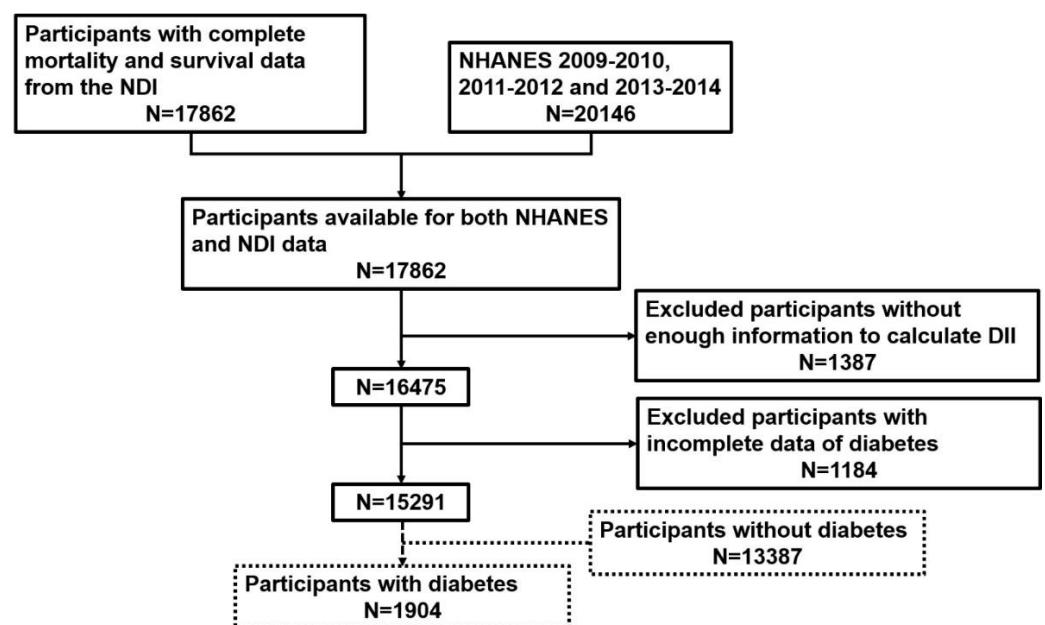 Participants with complete
mortality and survival data
from the NDI
N=17862
NHANES 2009-2010,
2011-2012 and 2013-2014
N=20146
Participants available for both NHANES
and NDI data
N=17862
Excluded participants without
enough information to calculate DII
N=1387
N=16475
Excluded participants with
incomplete data of diabetes
N=1184
N=15291
Participants without diabetes
N=13387
Participants with diabetes
N=1904